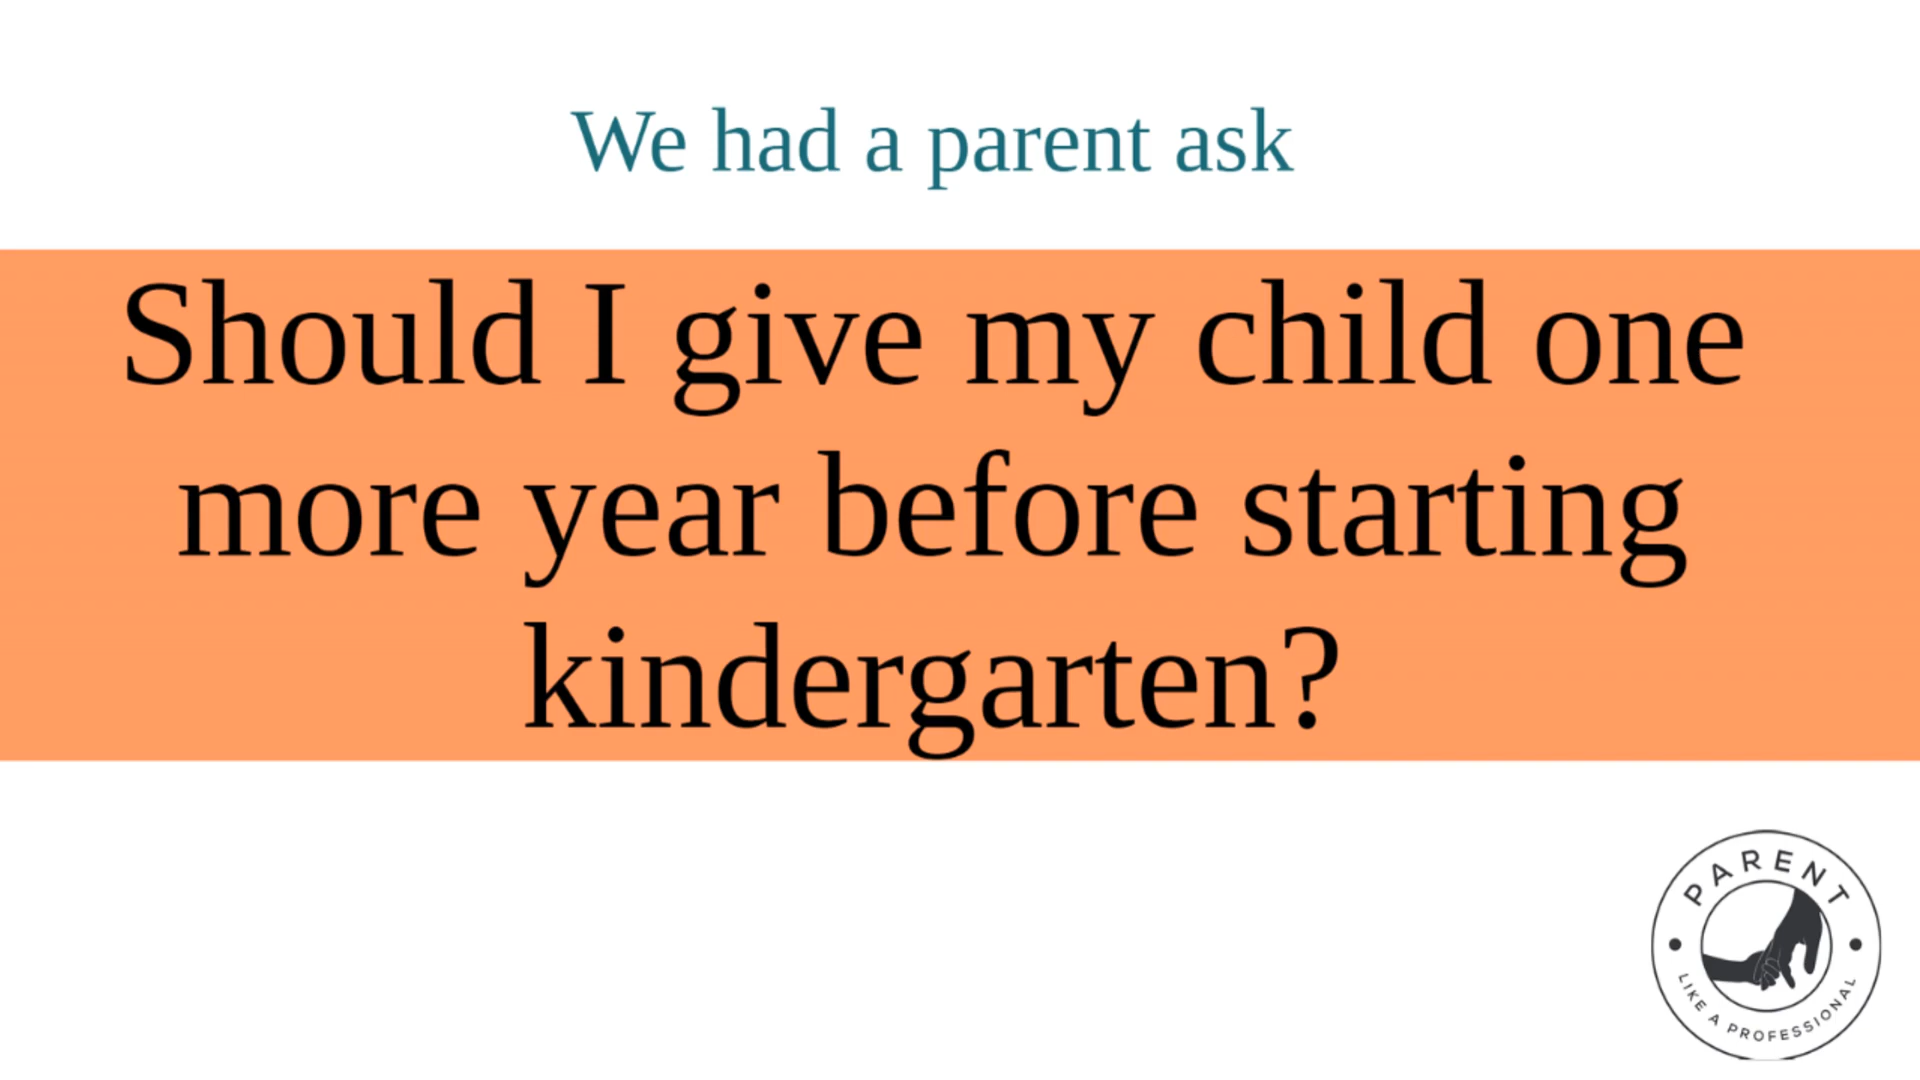 We had a parent ask
Should I give my child one
more year before starting
kindergarten?
PARENT
LIKE A PROFESSIONAL